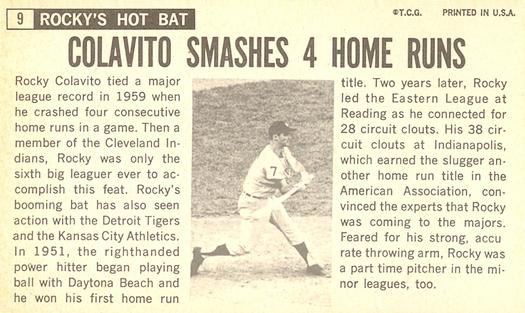 9 ROCKY'S HOT BAT
©T.C.G. PRINTED IN U.S.A.
COLAVITO SMASHES 4 HOME RUNS
Rocky Colavito tied a major
league record in 1959 when
he crashed four consecutive
home runs in a game. Then a
member of the Cleveland In-
dians, Rocky was only the
sixth big leaguer ever to ac-
complish this feat. Rocky's
booming bat has also seen
action with the Detroit Tigers
and the Kansas City Athletics.
In 1951, the righthanded
power hitter began playing
ball with Daytona Beach and
he won his first home run
7
title. Two years later, Rocky
led the Eastern League at
Reading as he connected for
28 circuit clouts. His 38 cir-
cuit clouts at Indianapolis,
which earned the slugger an-
other home run title in the
American Association, con-
vinced the experts that Rocky
was coming to the majors.
Feared for his strong, accu
rate throwing arm, Rocky was
a part time pitcher in the mi-
nor leagues, too.